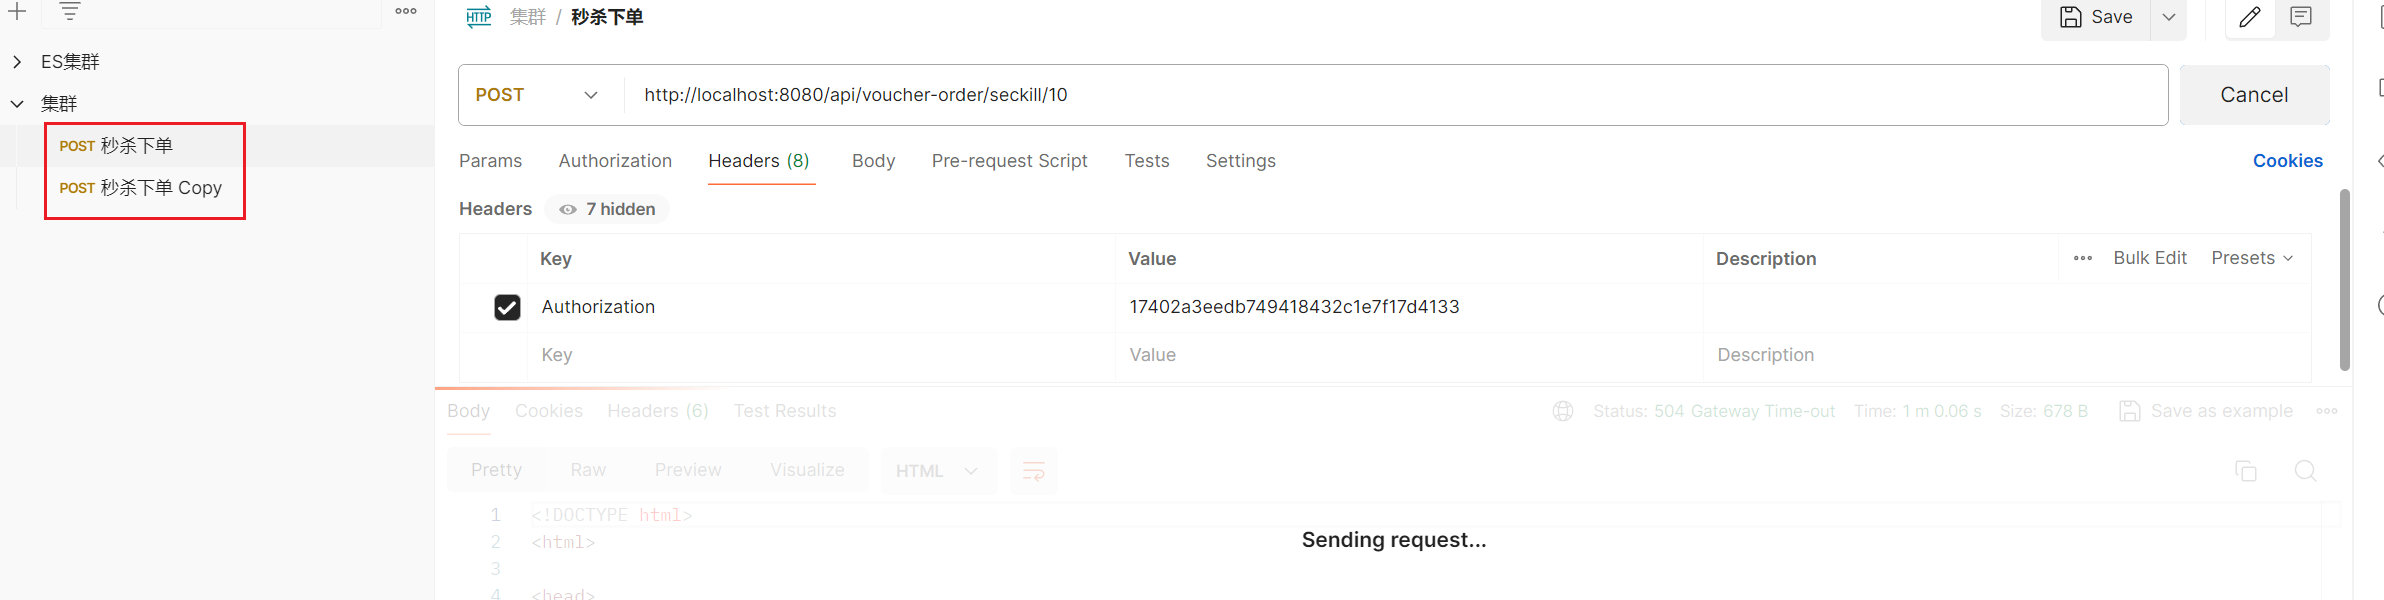 集群 / 秒杀下单
Save
ES集群
集群
POST 秒杀下单
POST 秒杀下单 Copy
POST http://localhost:8080/api/voucher-order/seckill/10 Cancel
Params Authorization Headers (8) Body Pre-request Script Tests Settings Cookies
Headers 7 hidden
Key Value Description Bulk Edit Presets
Authorization 17402a3eedb749418432c1e7f17d4133
Key Value Description
Body Cookies Headers (6) Test Results Status: 504 Gateway Time-out Time: 1 m 0.06 s Size: 678 B Save as example
Pretty Raw Preview Visualize HTML
1 <!DOCTYPE html>
2 <html>
Sending request...
3
4 <head>